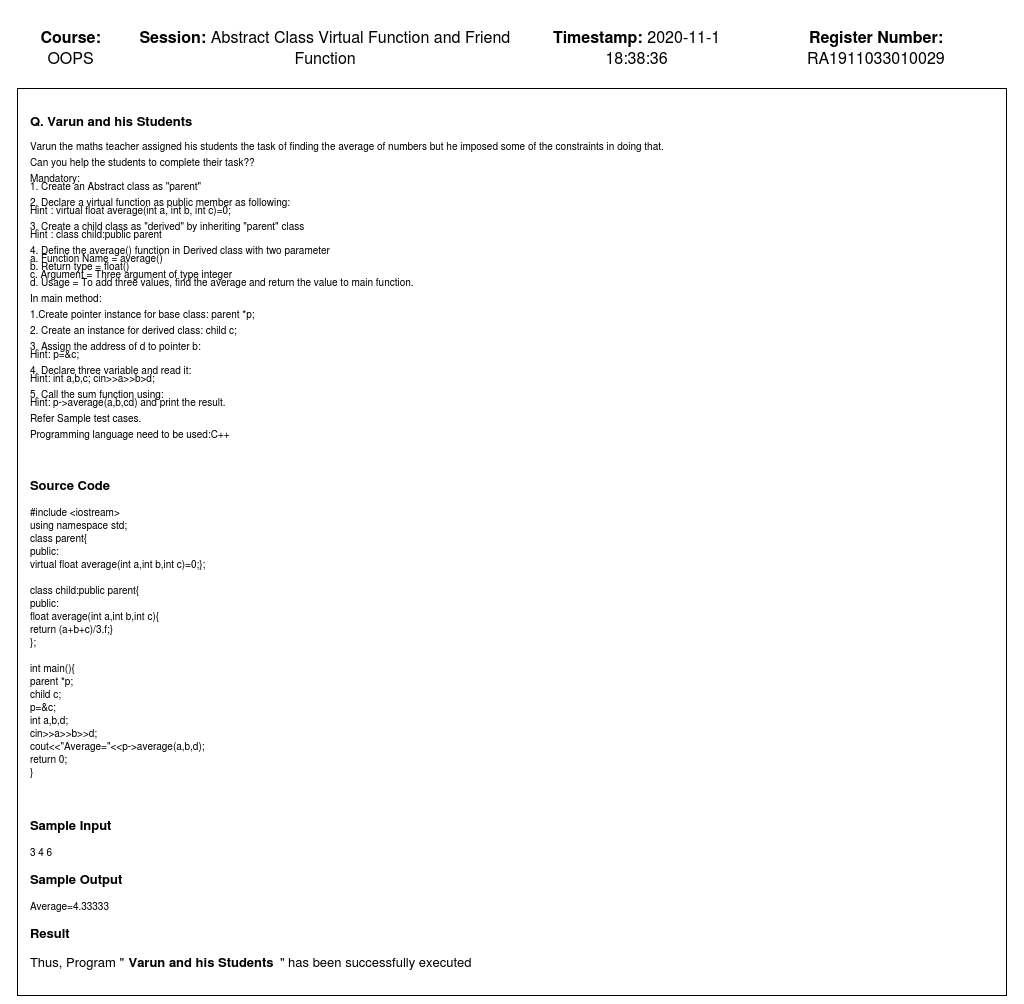 Course: OOPS
Session: Abstract Class Virtual Function and Friend Function
Timestamp: 2020-11-1 18:38:36
Register Number: RA1911033010029
Q. Varun and his Students
Varun the maths teacher assigned his students the task of finding the average of numbers but he imposed some of the constraints in doing that.
Can you help the students to complete their task??
Mandatory:
1. Create an Abstract class as "parent"
2. Declare a virtual function as public member as following:
Hint : virtual float average(int a, int b, int c)=0;
3. Create a child class as "derived" by inheriting "parent" class
Hint : class child:public parent
4. Define the average() function in Derived class with two parameter
a. Function Name = average()
b. Return type = float()
c. Argument = Three argument of type integer
d. Usage = To add three values, find the average and return the value to main function.
In main method:
1.Create pointer instance for base class: parent *p;
2. Create an instance for derived class: child c;
3. Assign the address of d to pointer b:
Hint: p=&c;
4. Declare three variable and read it:
Hint: int a,b,c; cin>>a>>b>d;
5. Call the sum function using:
Hint: p->average(a,b,cd) and print the result.
Refer Sample test cases.
Programming language need to be used:C++
Source Code
#include <iostream>
using namespace std;
class parent{
public:
virtual float average(int a,int b,int c)=0;};
class child:public parent{
public:
float average(int a,int b,int c){
return (a+b+c)/3.f;}
};
int main(){
parent *p;
child c;
p=&c;
int a,b,d;
cin>>a>>b>>d;
cout<<"Average="<<p->average(a,b,d);
return 0;
}
Sample Input
3 4 6
Sample Output
Average=4.33333
Result
Thus, Program " Varun and his Students " has been successfully executed